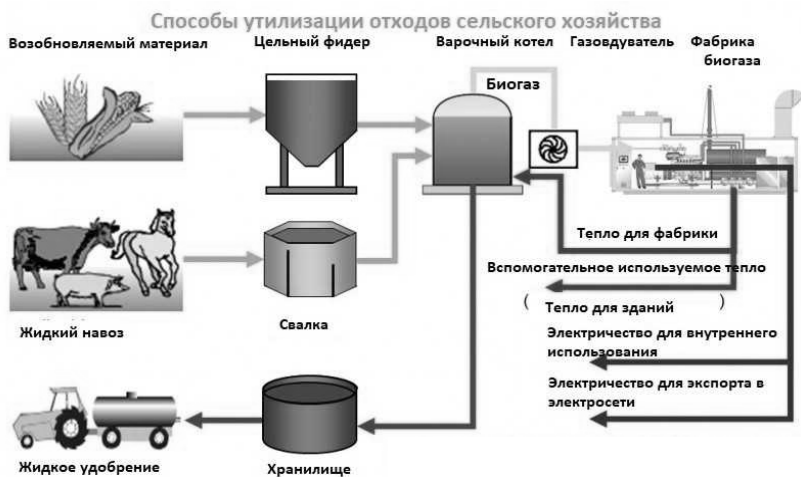 Способы утилизации отходов сельского хозяйства
Возобновляемый материал
Цельный фидер
Варочный котел
Газовдуватель
Фабрика
биогаза
Биогаз
Тепло для фабрики
Вспомогательное используемое тепло
( Тепло для зданий )
Жидкий навоз
Свалка
Электричество для внутреннего
использования
Электричество для экспорта в
электросети
Жидкое удобрение
Хранилище